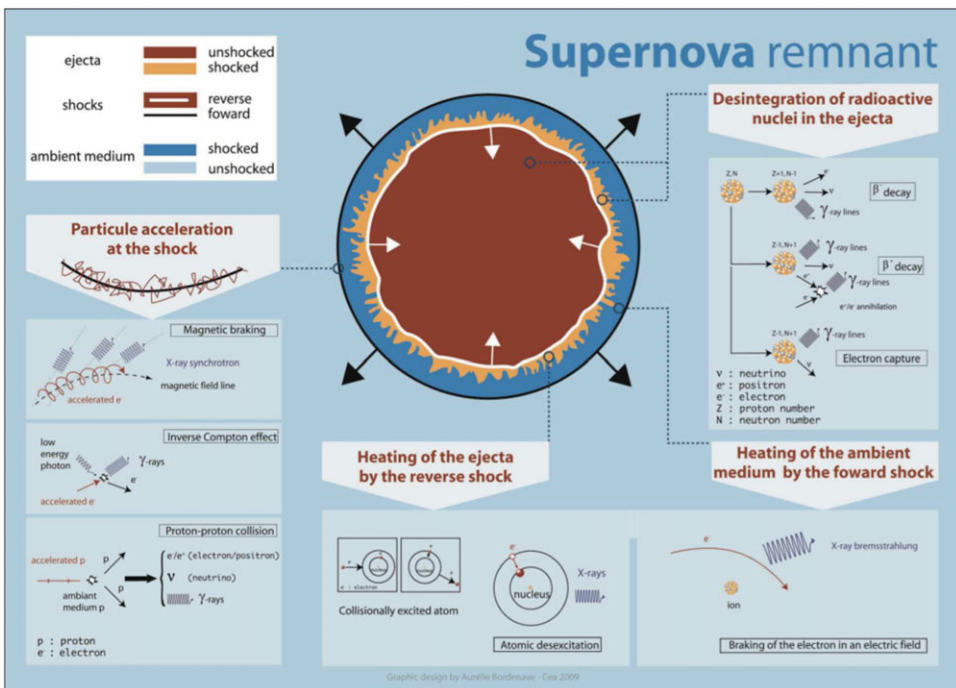 Supernova remnant
ejecta
unshocked
shocked
shocks
reverse
foward
ambient medium
shocked
unshocked
Particule acceleration
at the shock
Magnetic braking
X-ray synchrotron
magnetic field line
accelerated e⁻
Inverse Compton effect
low
energy
photon
γ-rays
e⁻
accelerated e⁻
Proton-proton collision
accelerated p
p
p
ambiant
medium p
e⁻/e⁺ (electron/positron)
ν (neutrino)
γ-rays
p : proton
e⁻ : electron
Heating of the ejecta
by the reverse shock
e⁻ : electron
nucleus
nucleus
Collisionally excited atom
e⁻
nucleus
X-rays
Atomic desexcitation
Desintegration of radioactive
nuclei in the ejecta
Z,N
Z+1,N-1
e⁻
ν
γ-ray lines
β⁻ decay
Z-1,N+1
γ-ray lines
ν
e⁺
γ-ray lines
e⁻
e⁺/e⁻ annihilation
β⁺ decay
Z-1,N+1
γ-ray lines
ν
Electron capture
ν : neutrino
e⁺ : positron
e⁻ : electron
Z : proton number
N : neutron number
Heating of the ambient
medium by the foward shock
e⁻
X-ray bremsstrahlung
ion
Braking of the electron in an electric field
Graphic design by Aurélie Bordenave - Cea 2009